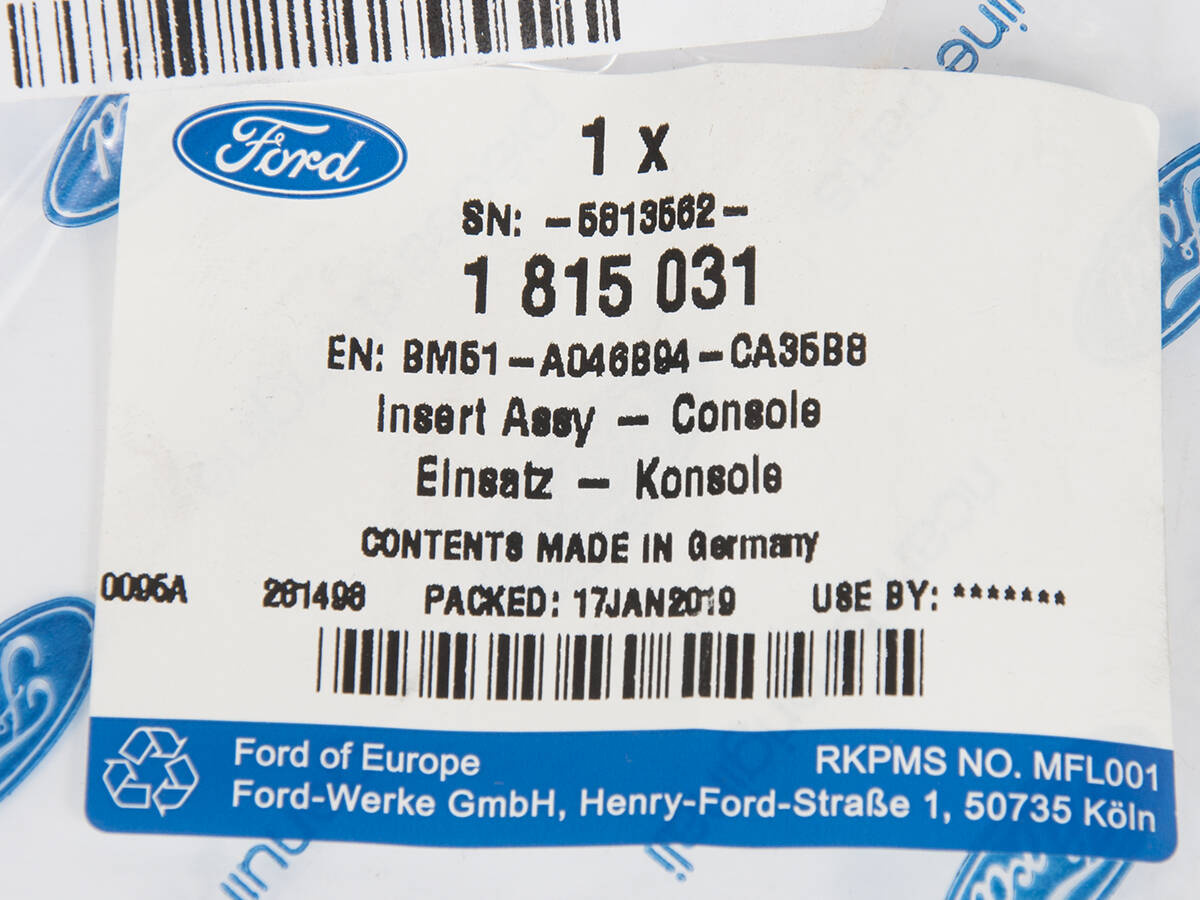 Ford
1 x
SN: -5813562-
1 815 031
EN: BM51-A046B94-CA35B8
Insert Assy - Console
Einsatz - Konsole
CONTENTS MADE IN Germany
0095A 261498 PACKED: 17JAN2019 USE BY: *******
Ford of Europe RKPMS NO. MFL001
Ford-Werke GmbH, Henry-Ford-Straße 1, 50735 Köln